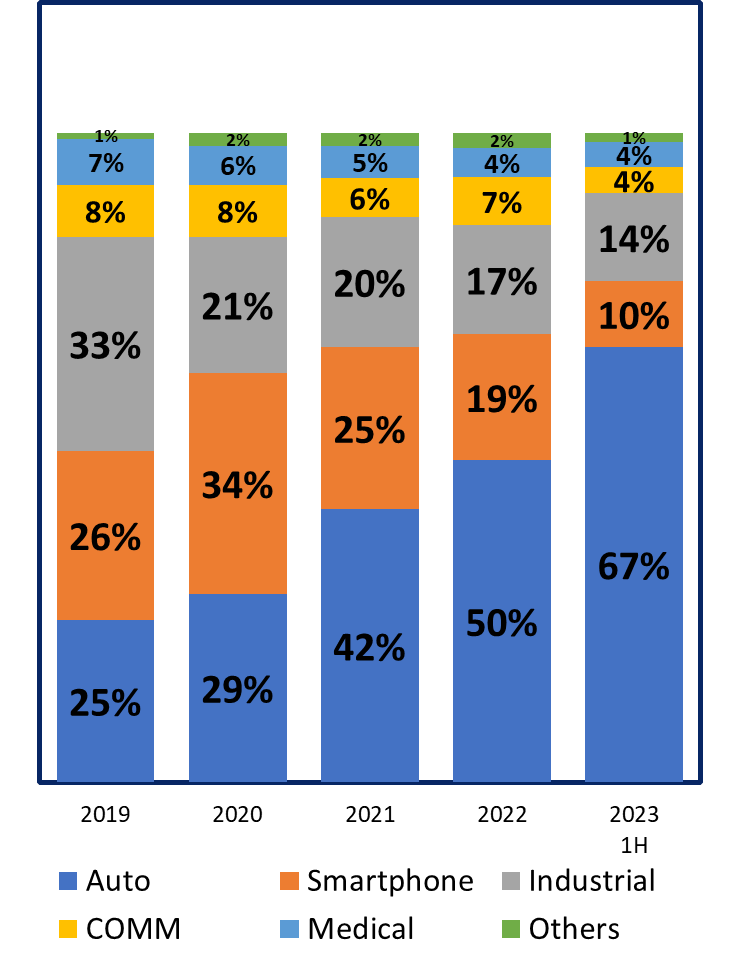 1% 2% 2% 2% 1%
7% 6% 5% 4% 4%
8% 8% 6% 7% 4%
33% 21% 20% 17% 14%
26% 34% 25% 19% 10%
25% 29% 42% 50% 67%
2019 2020 2021 2022 2023
1H
Auto Smartphone Industrial
COMM Medical Others